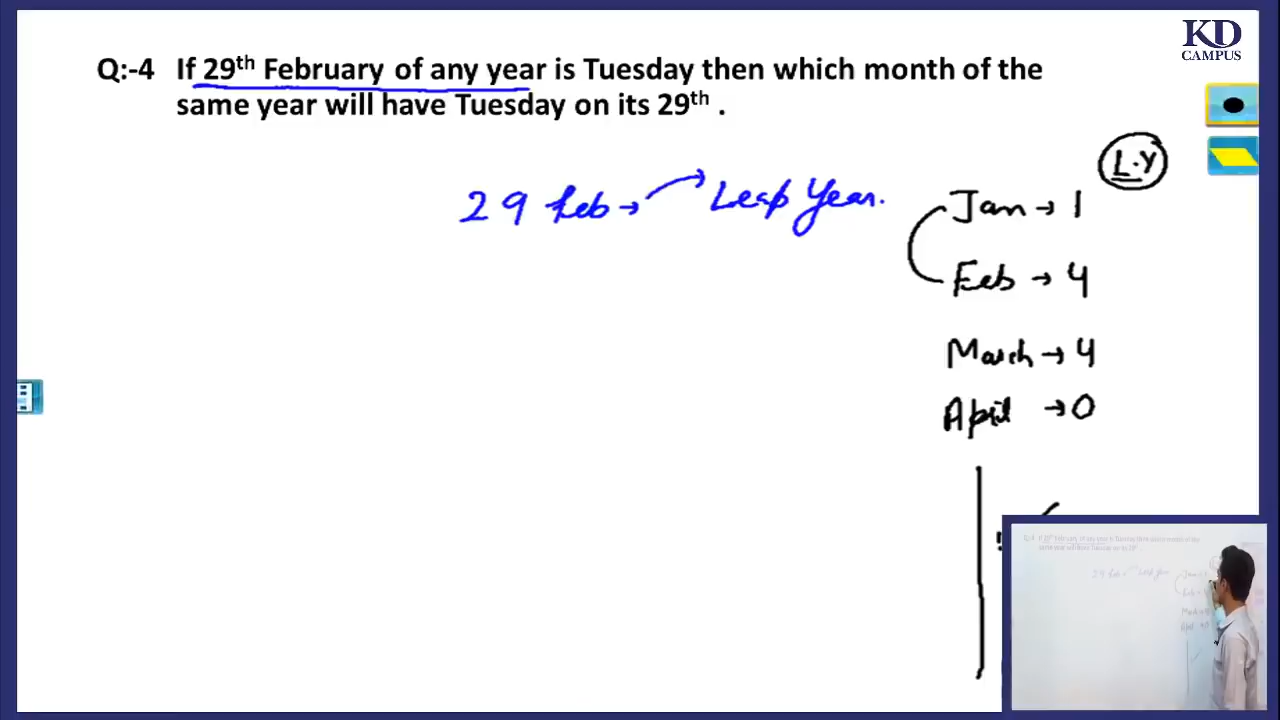 KD
CAMPUS
Q:-4 If 29th February of any year is Tuesday then which month of the
same year will have Tuesday on its 29th .
L.Y
29 Feb → Leap Year.
Jan → 1
Feb → 4
March → 4
April → 0